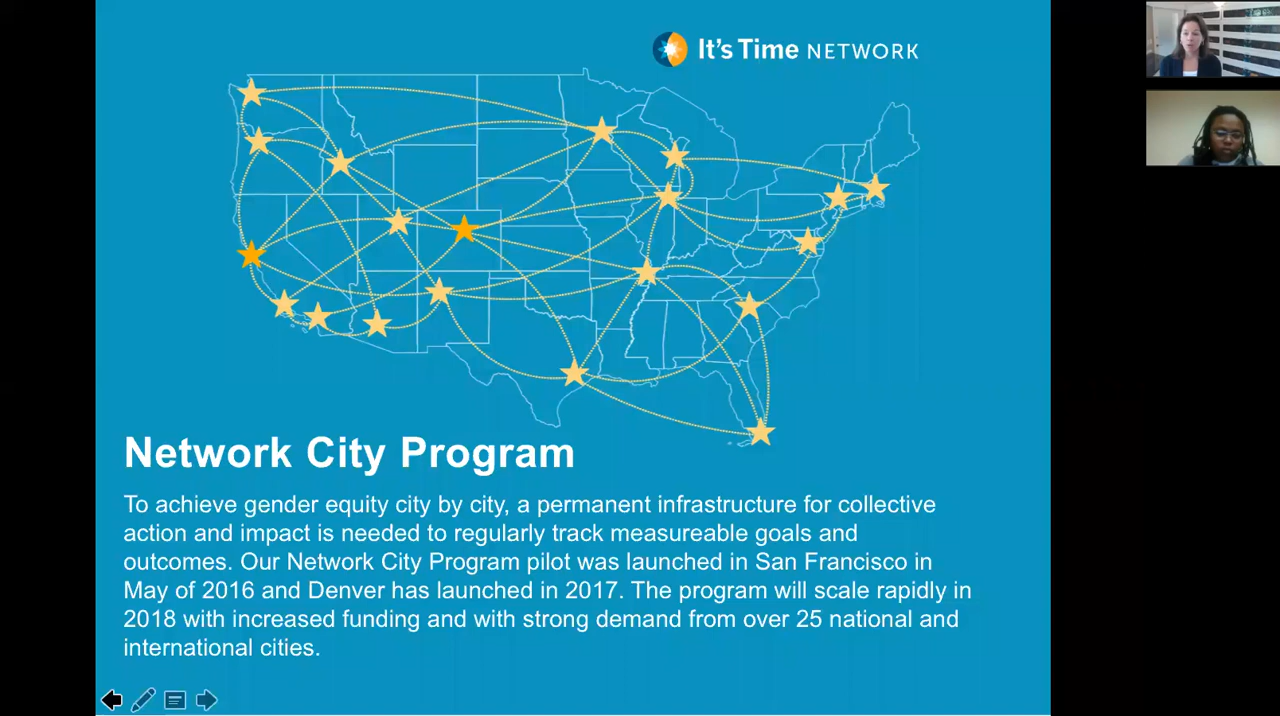 It's Time NETWORK
Network City Program
To achieve gender equity city by city, a permanent infrastructure for collective
action and impact is needed to regularly track measureable goals and
outcomes. Our Network City Program pilot was launched in San Francisco in
May of 2016 and Denver has launched in 2017. The program will scale rapidly in
2018 with increased funding and with strong demand from over 25 national and
international cities.